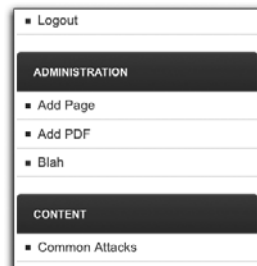 Logout
ADMINISTRATION
Add Page
Add PDF
Blah
CONTENT
Common Attacks